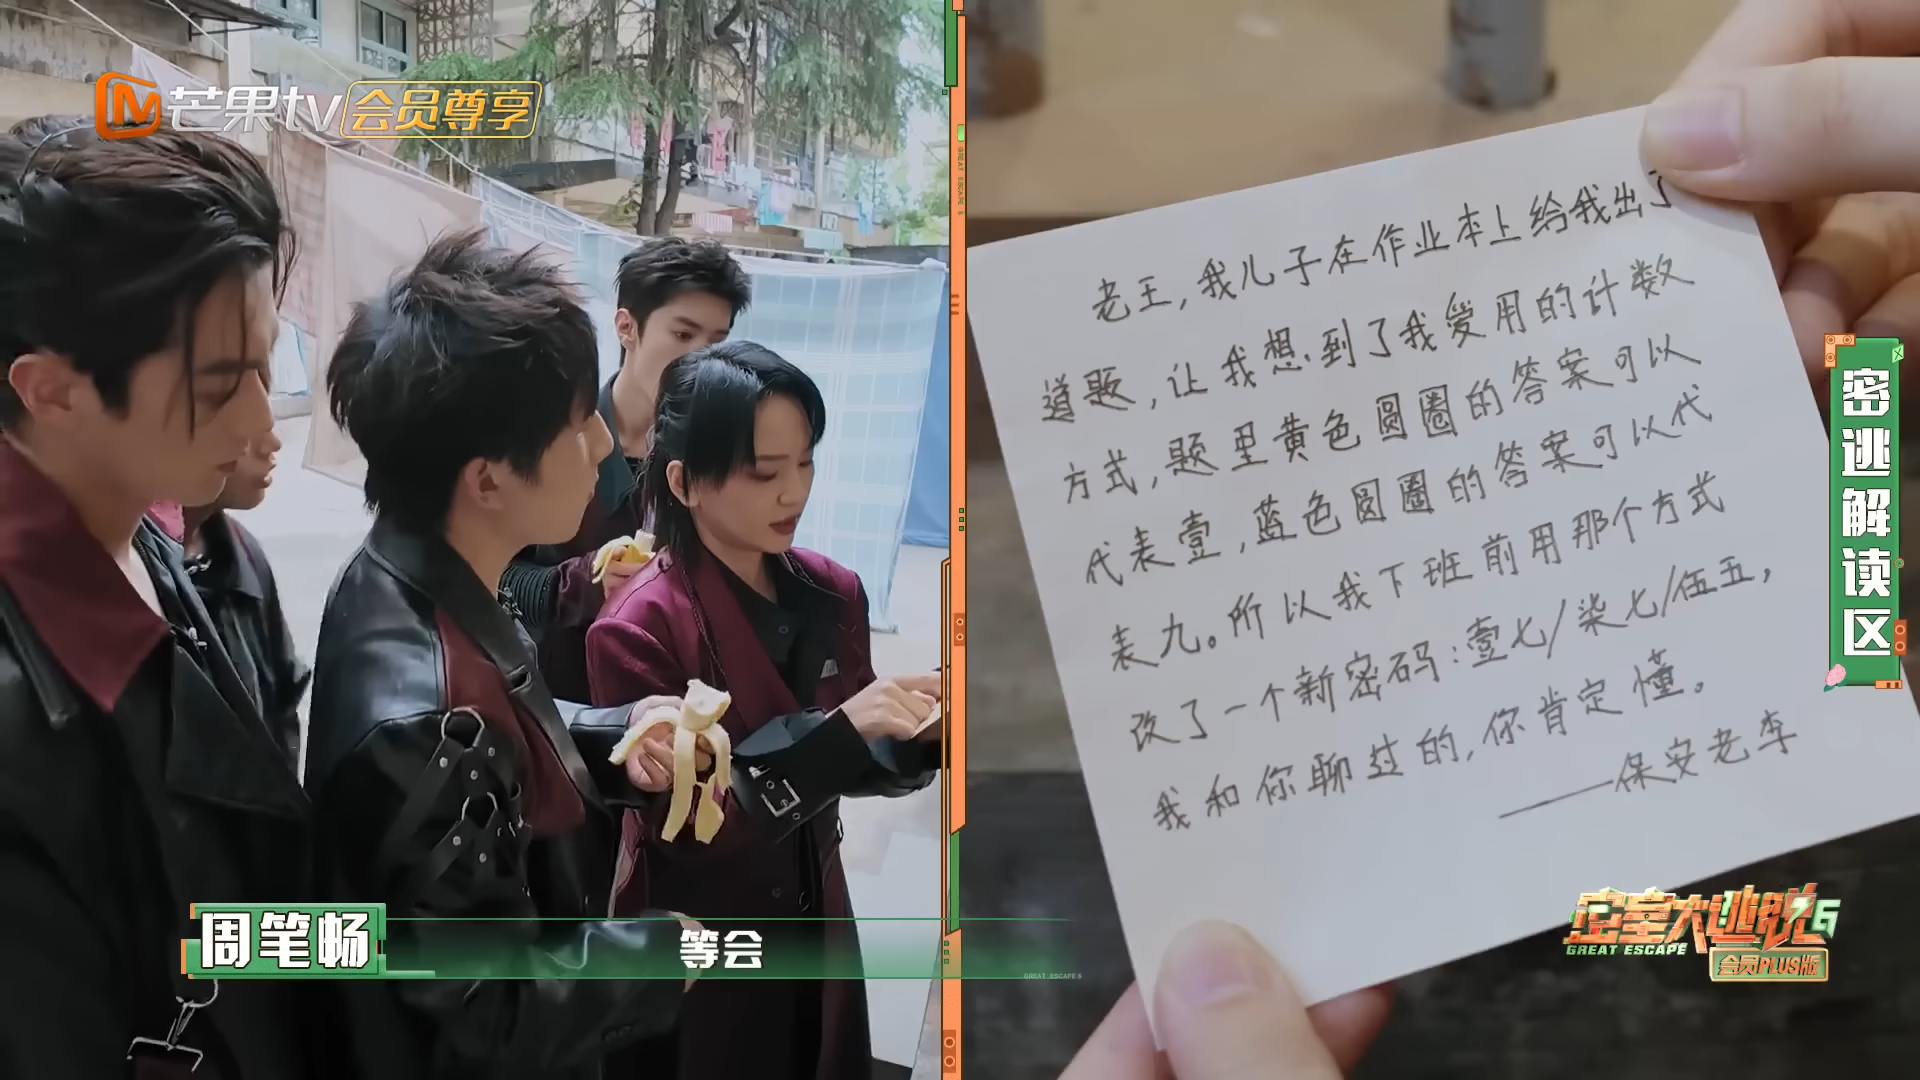 芒果tv 会员尊享
老王，我儿子在作业本上给我出了
道题，让我想到了我爱用的计数
方式，题里黄色圆圈的答案可以
代表壹，蓝色圆圈的答案可以代
表九。所以我下班前用那个方式
改了一个新密码：壹七/柒七/伍五，
我和你聊过的，你肯定懂。
——保安老李
密逃解读区
周笔畅
等会
密室大逃脱6
GREAT ESCAPE
会员PLUS版
GREAT ESCAPE 6